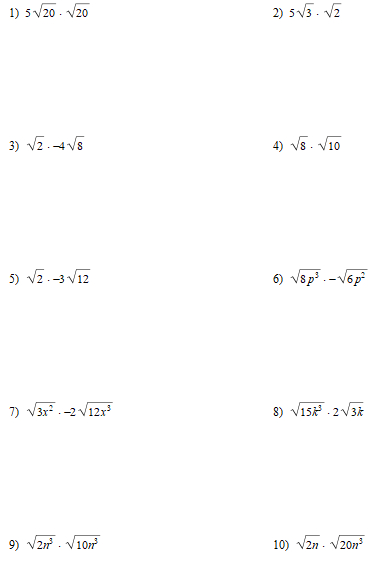 1) 5√20 · √20
2) 5√3 · √2
3) √2 · −4√8
4) √8 · √10
5) √2 · −3√12
6) √8p³ · −√6p²
7) √3x² · −2√12x³
8) √15k³ · 2√3k
9) √2n³ · √10n³
10) √2n · √20n³